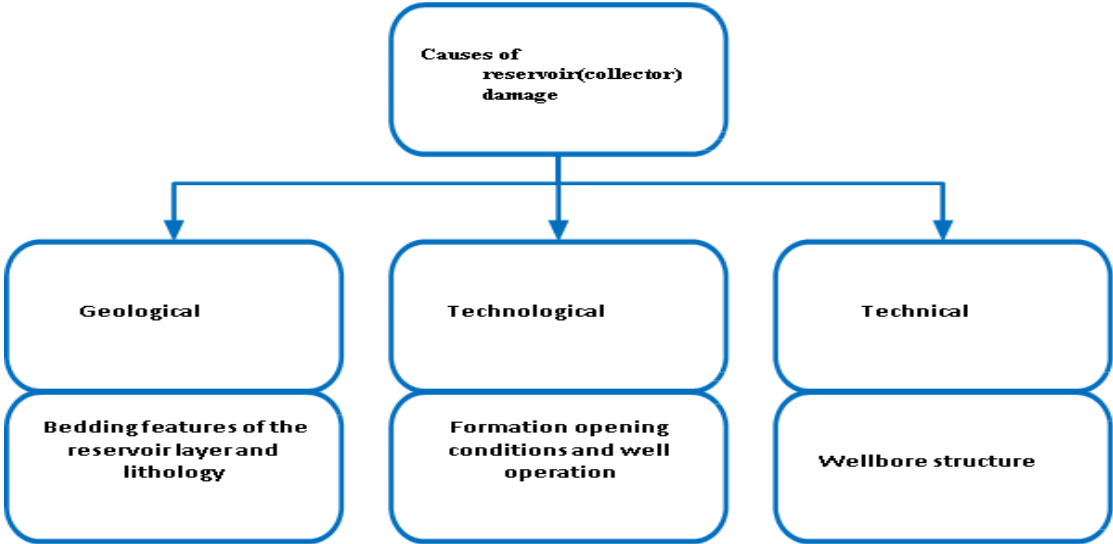 Causes of
reservoir(collector)
damage
Geological
Technological
Technical
Bedding features of the
reservoir layer and
lithology
Formation opening
conditions and well
operation
Wellbore structure